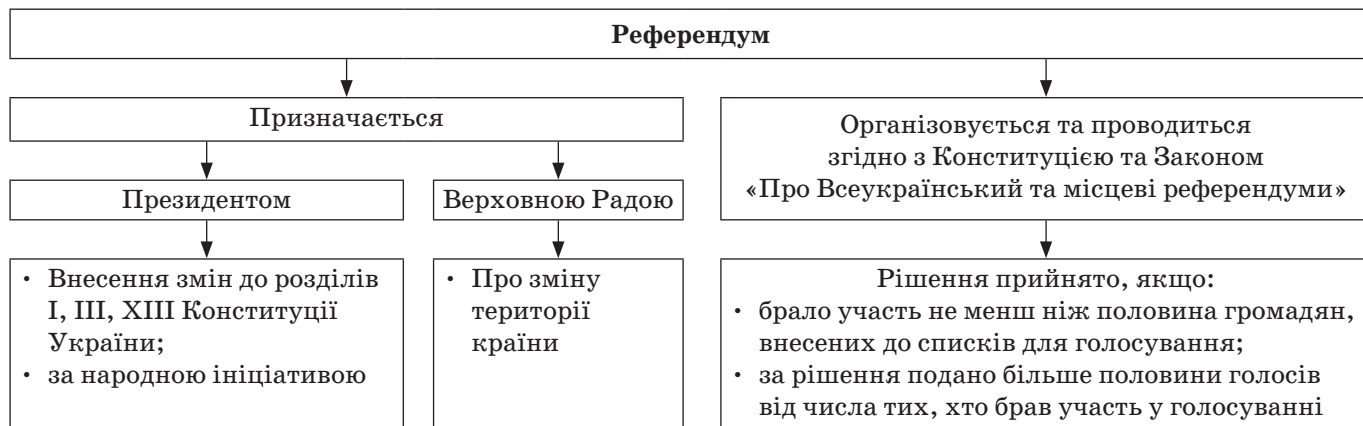 Референдум
Призначається
Президентом
Верховною Радою
• Внесення змін до розділів
І, ІІІ, ХІІІ Конституції
України;
• за народною ініціативою
• Про зміну
території
країни
Організовується та проводиться
згідно з Конституцією та Законом
«Про Всеукраїнський та місцеві референдуми»
Рішення прийнято, якщо:
• брало участь не менш ніж половина громадян,
внесених до списків для голосування;
• за рішення подано більше половини голосів
від числа тих, хто брав участь у голосуванні